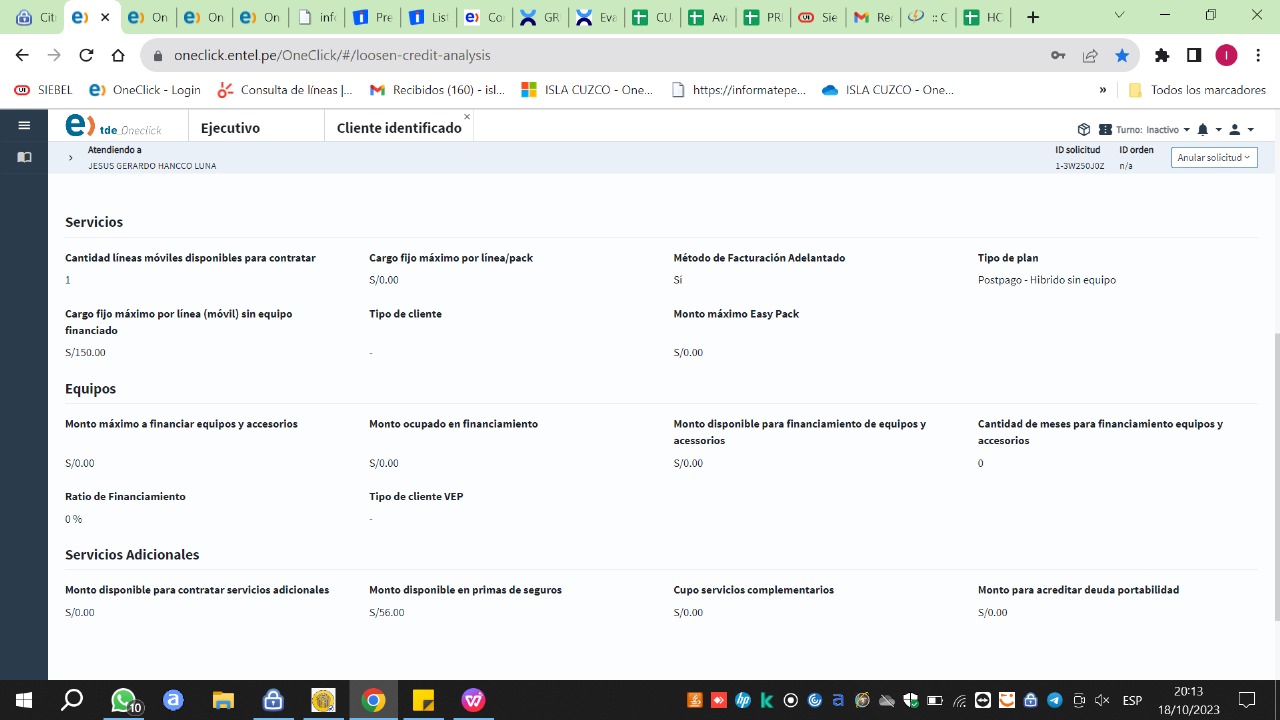 Cit
On
On
Co
info
Pre
List
Co
GR
Eva
CU
Av
Sel
Rei
:: C
HC
oneclick.entel.pe/OneClick/#/loosen-credit-analysis
SIEBEL
OneClick - Login
Consulta de líneas |...
Recibidos (160) - isl...
ISLA CUZCO - One...
https://informatepe...
ISLA CUZCO - One...
»
Todos los marcadores
tde_Oneclick
Ejecutivo
Cliente identificado
Turno: Inactivo
Atendiendo a
JESUS GERARDO HANCCO LUNA
ID solicitud
1-3W250J0Z
ID orden
n/a
Anular solicitud
Servicios
Cantidad líneas móviles disponibles para contratar
1
Cargo fijo máximo por línea/pack
S/0.00
Método de Facturación Adelantado
Sí
Tipo de plan
Postpago - Hibrido sin equipo
Cargo fijo máximo por línea (móvil) sin equipo
financiado
S/150.00
Tipo de cliente
-
Monto máximo Easy Pack
S/0.00
Equipos
Monto máximo a financiar equipos y accesorios
S/0.00
Monto ocupado en financiamiento
S/0.00
Monto disponible para financiamiento de equipos y
acessorios
S/0.00
Cantidad de meses para financiamiento equipos y
accesorios
0
Ratio de Financiamiento
0 %
Tipo de cliente VEP
-
Servicios Adicionales
Monto disponible para contratar servicios adicionales
S/0.00
Monto disponible en primas de seguros
S/56.00
Cupo servicios complementarios
S/0.00
Monto para acreditar deuda portabilidad
S/0.00
10
ESP
20:13
18/10/2023